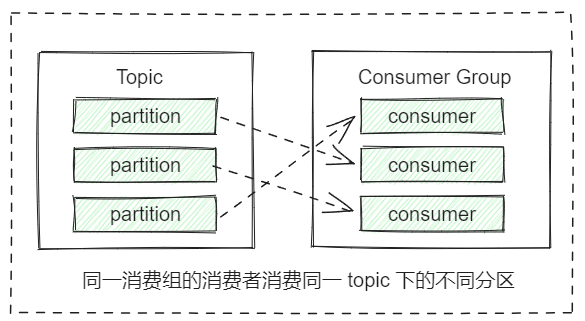 Topic
partition
partition
partition
Consumer Group
consumer
consumer
consumer
同一消费组的消费者消费同一 topic 下的不同分区